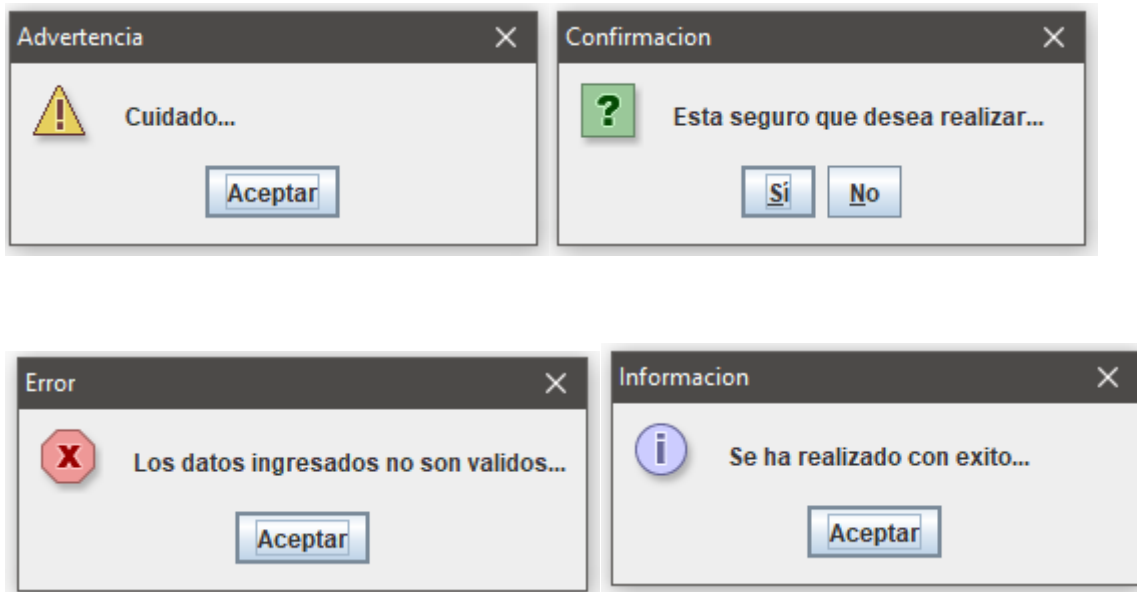 Advertencia
Cuidado...
Aceptar
Confirmacion
Esta seguro que desea realizar...
Sí No
Error
Los datos ingresados no son validos...
Aceptar
Informacion
Se ha realizado con exito...
Aceptar